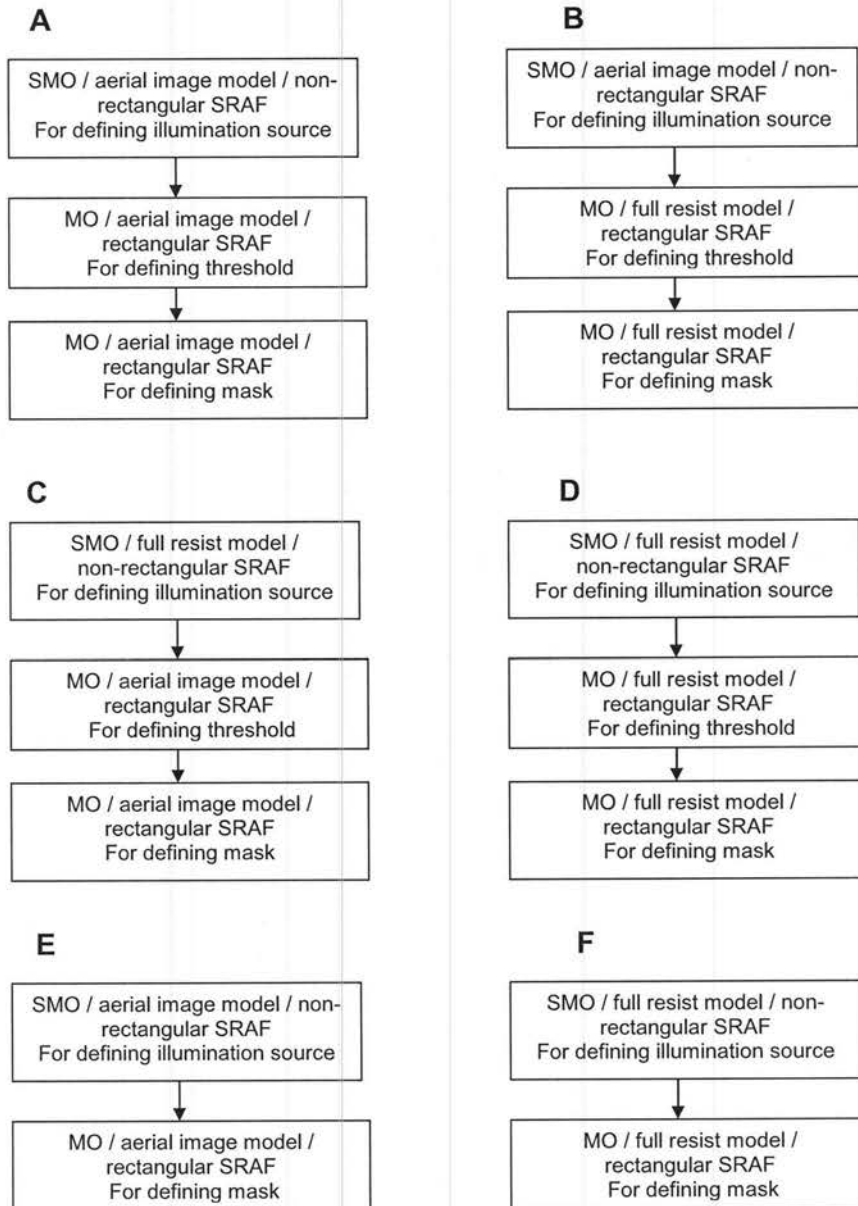 A
SMO / aerial image model / non-
rectangular SRAF
For defining illumination source
MO / aerial image model /
rectangular SRAF
For defining threshold
MO / aerial image model /
rectangular SRAF
For defining mask
B
SMO / aerial image model / non-
rectangular SRAF
For defining illumination source
MO / full resist model /
rectangular SRAF
For defining threshold
MO / full resist model /
rectangular SRAF
For defining mask
C
SMO / full resist model /
non-rectangular SRAF
For defining illumination source
MO / aerial image model /
rectangular SRAF
For defining threshold
MO / aerial image model /
rectangular SRAF
For defining mask
D
SMO / full resist model /
non-rectangular SRAF
For defining illumination source
MO / full resist model /
rectangular SRAF
For defining threshold
MO / full resist model /
rectangular SRAF
For defining mask
E
SMO / aerial image model / non-
rectangular SRAF
For defining illumination source
MO / aerial image model /
rectangular SRAF
For defining mask
F
SMO / full resist model / non-
rectangular SRAF
For defining illumination source
MO / full resist model /
rectangular SRAF
For defining mask